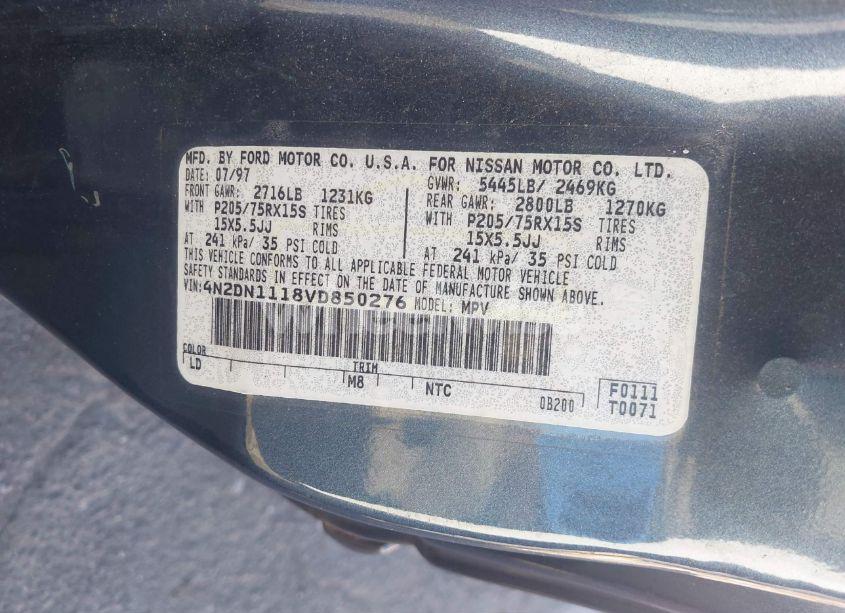 MFD. BY FORD MOTOR CO. U.S.A. FOR NISSAN MOTOR CO. LTD.
DATE: 07/97
GVWR: 5445LB/ 2469KG
FRONT GAWR: 2716LB 1231KG
REAR GAWR: 2800LB 1270KG
WITH P205/75RX15S TIRES
WITH P205/75RX15S TIRES
15X5.5JJ RIMS
15X5.5JJ RIMS
AT 241 kPa/ 35 PSI COLD
AT 241 kPa/ 35 PSI COLD
THIS VEHICLE CONFORMS TO ALL APPLICABLE FEDERAL MOTOR VEHICLE
SAFETY STANDARDS IN EFFECT ON THE DATE OF MANUFACTURE SHOWN ABOVE.
VIN: 4N2DN1118VD850276 MODEL: MPV
COLOR TRIM
LD M8 NTC 0B200
F0111
T0071